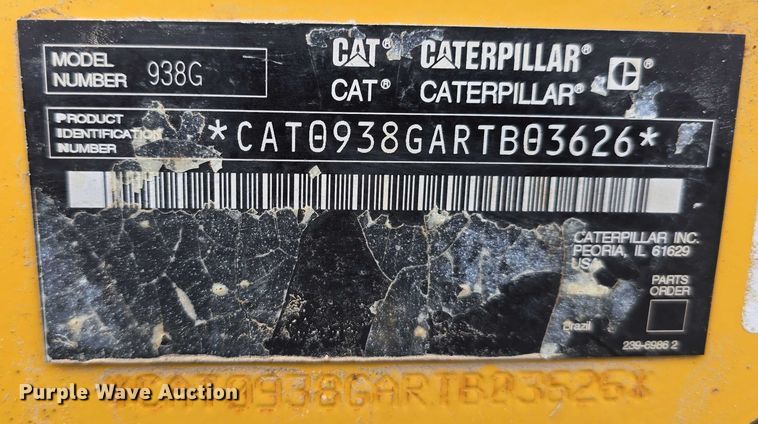 MODEL NUMBER 938G
CAT® CATERPILLAR®
CAT® CATERPILLAR® C®
PRODUCT IDENTIFICATION NUMBER *CAT0938GARTB03626*
CATERPILLAR INC.
PEORIA, IL 61629
USA
PARTS ORDER
Brazil
239-6986 2
*CAT0938GARTB03626*
Purple Wave Auction